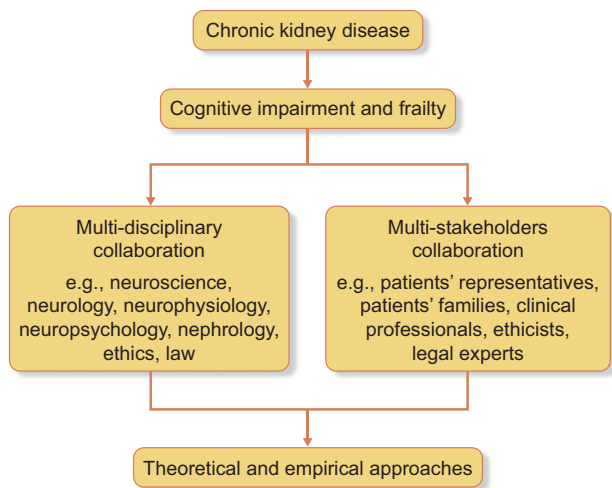 Chronic kidney disease
Cognitive impairment and frailty
Multi-disciplinary
collaboration
e.g., neuroscience,
neurology, neurophysiology,
neuropsychology, nephrology,
ethics, law
Multi-stakeholders
collaboration
e.g., patients’ representatives,
patients’ families, clinical
professionals, ethicists,
legal experts
Theoretical and empirical approaches